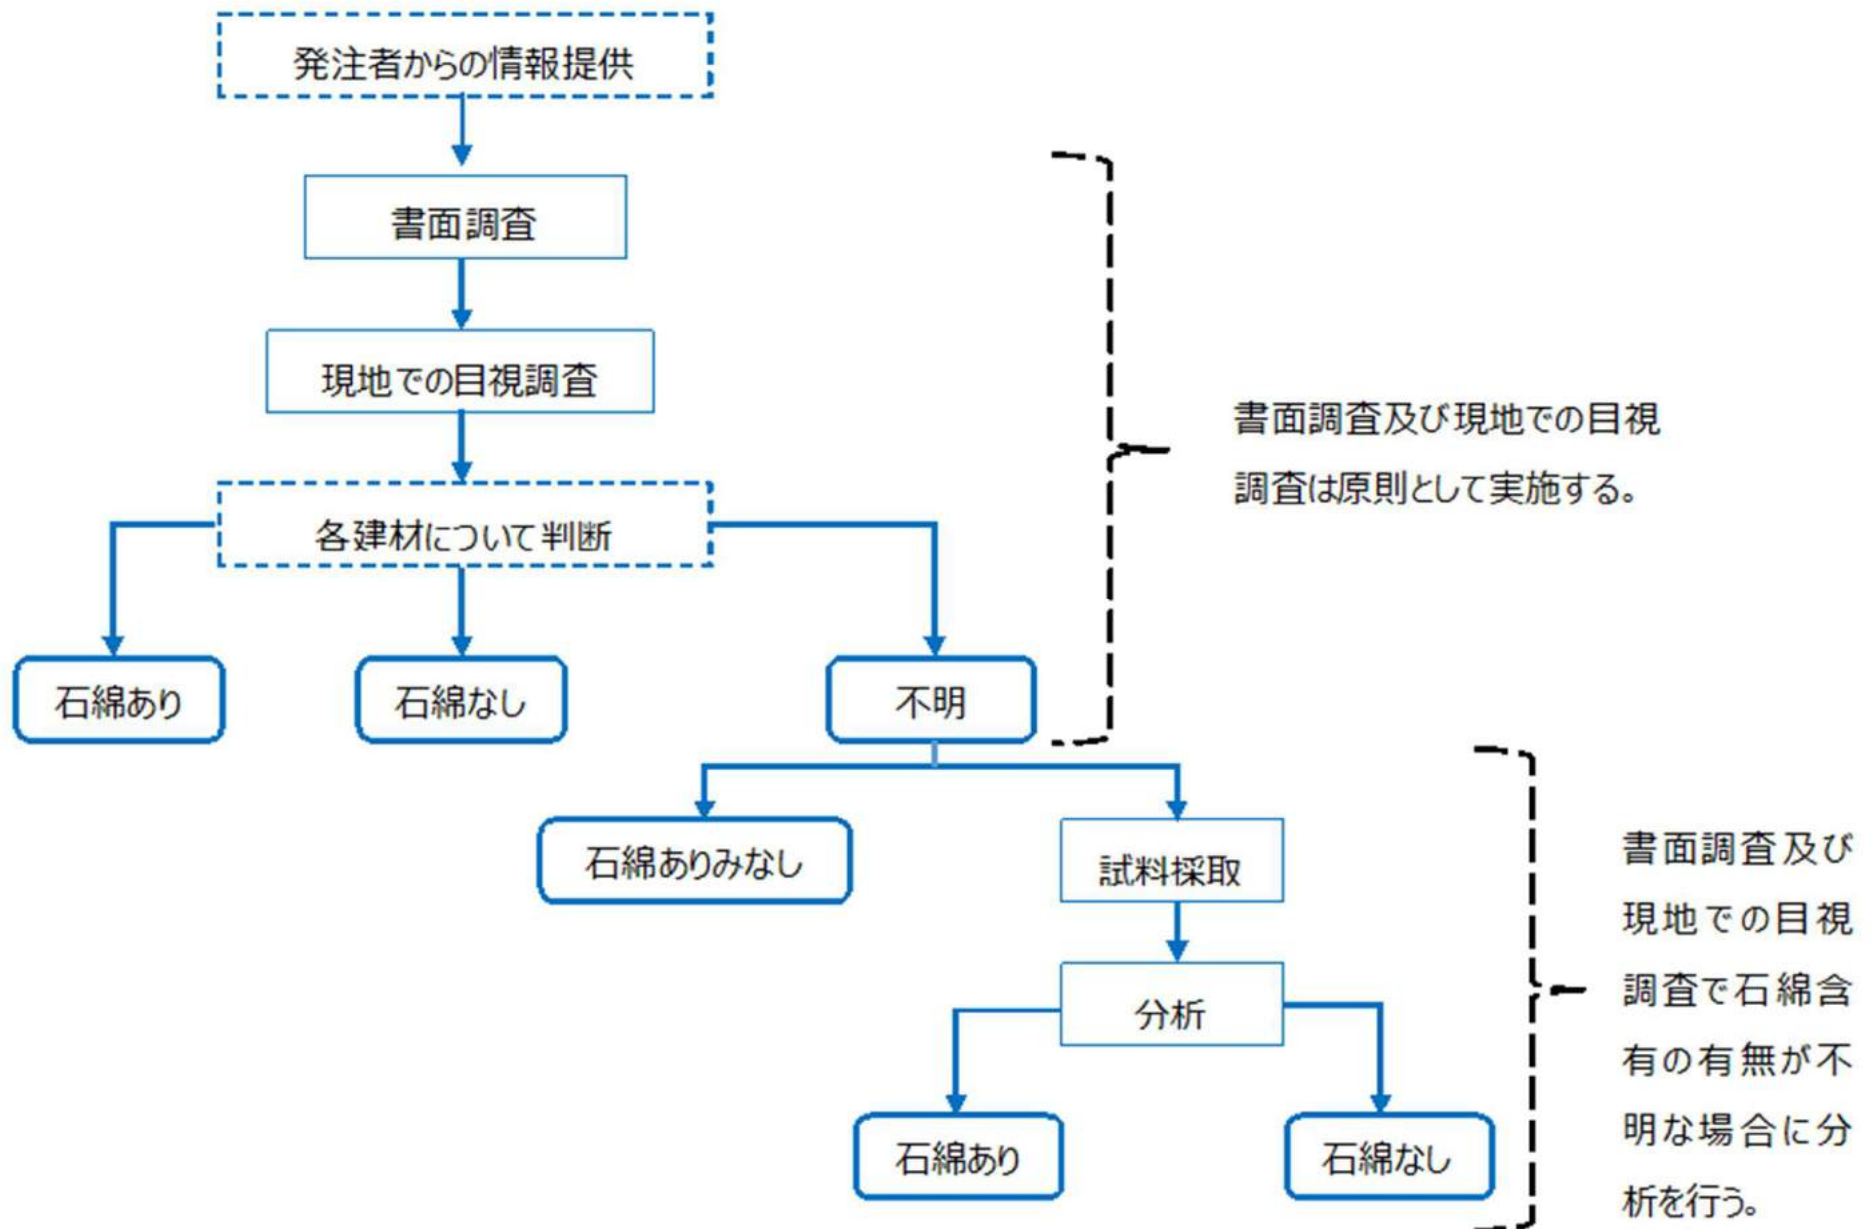 発注者からの情報提供
書面調査
現地での目視調査
各建材について判断
石綿あり
石綿なし
不明
書面調査及び現地での目視
調査は原則として実施する。
石綿ありみなし
試料採取
分析
石綿あり
石綿なし
書面調査及び
現地での目視
調査で石綿含
有の有無が不
明な場合に分
析を行う。